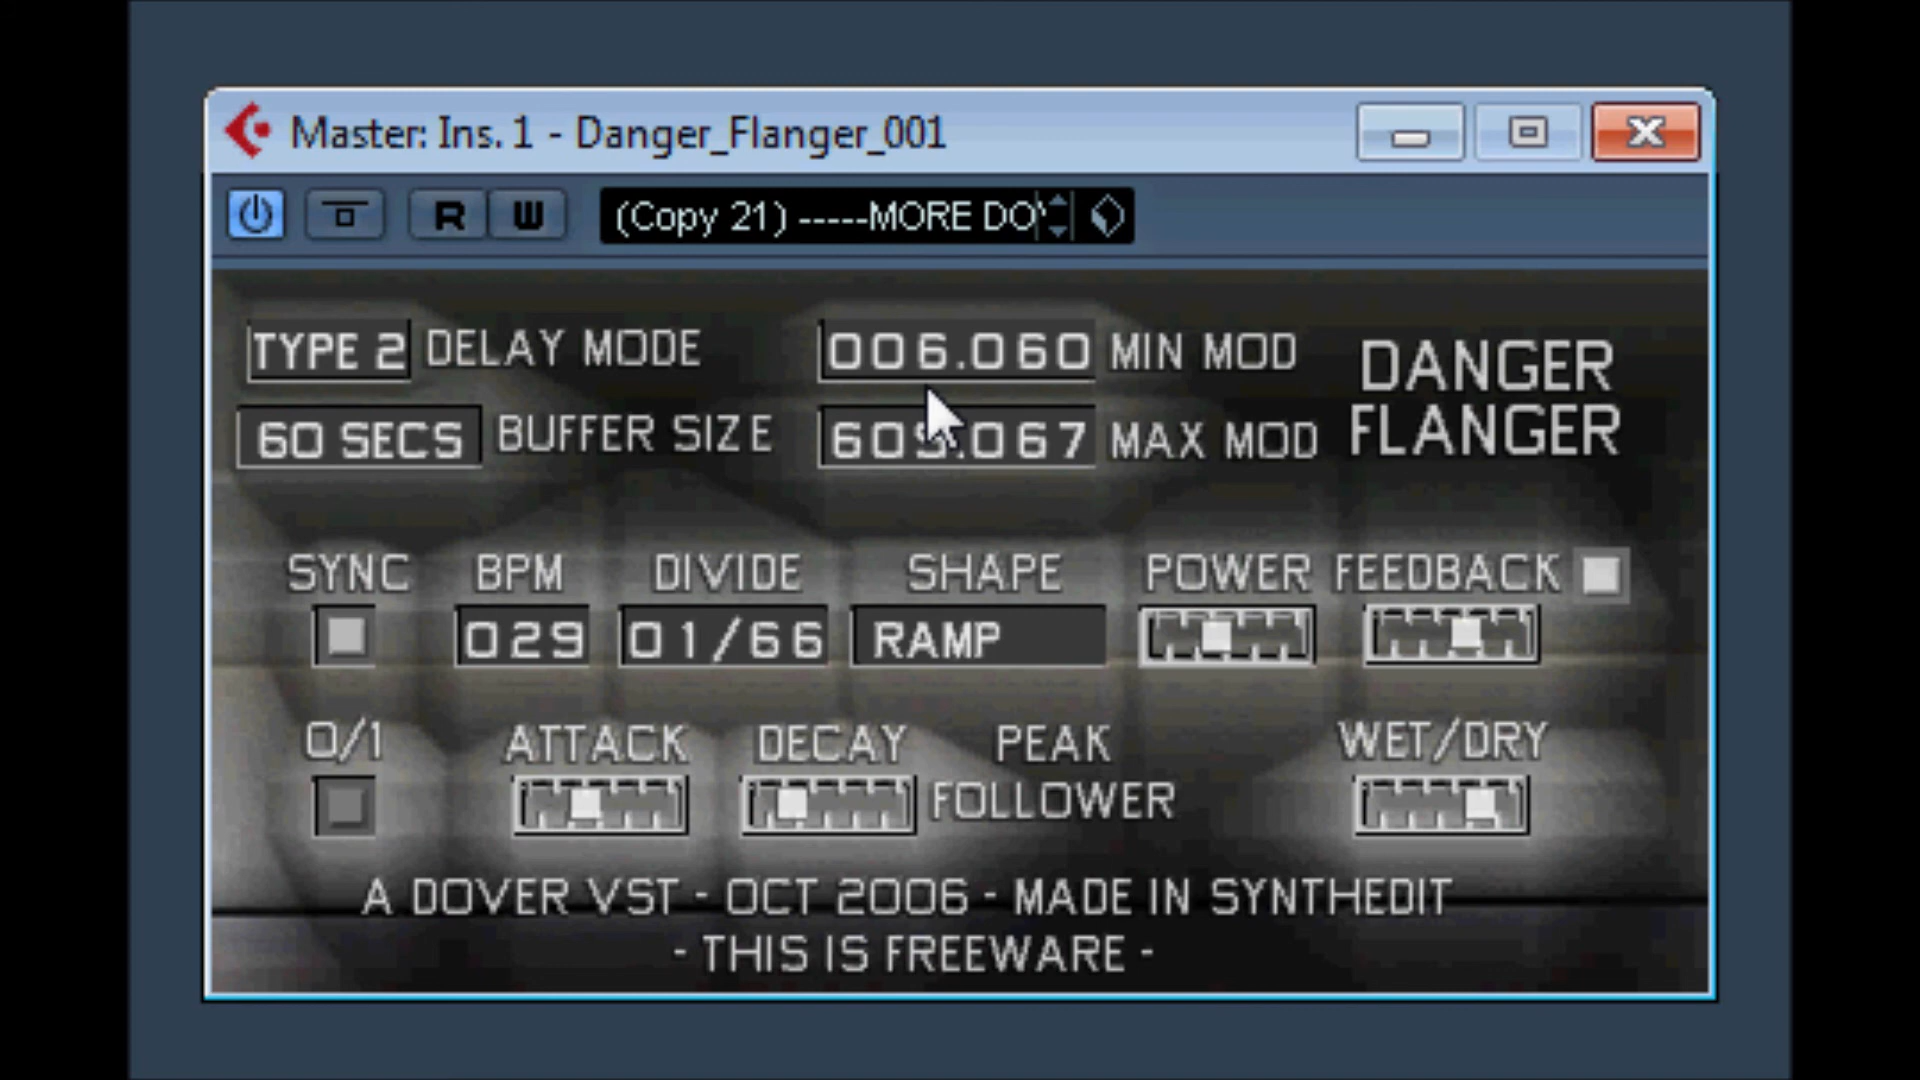 Master: Ins. 1 - Danger_Flanger_001
R W (Copy 21) -----MORE DO
TYPE 2 DELAY MODE 006.060 MIN MOD DANGER
60 SECS BUFFER SIZE MAX MOD FLANGER
SYNC BPM DIVIDE SHAPE POWER FEEDBACK
029 01/66 RAMP
0/1 ATTACK DECAY PEAK WET/DRY
FOLLOWER
A DOVER VST - OCT 2006 - MADE IN SYNTHEDIT
- THIS IS FREEWARE -